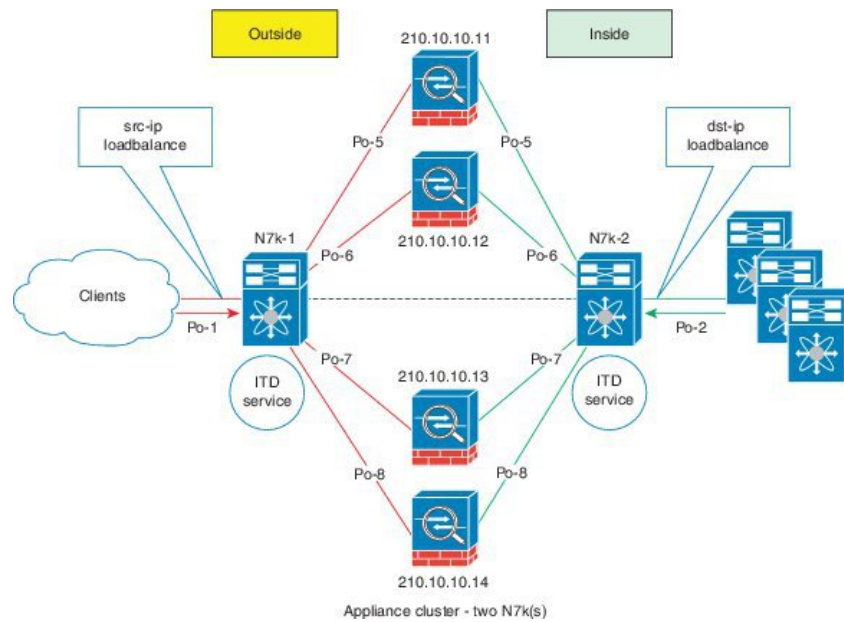 Outside
210.10.10.11
Inside
src-ip
loadbalance
dst-ip
loadbalance
Po-5
Po-5
N7k-1
210.10.10.12
N7k-2
Po-6
Po-6
Clients
Po-1
Po-2
Po-7
Po-7
ITD
service
210.10.10.13
ITD
service
Po-8
Po-8
210.10.10.14
Appliance cluster - two N7k(s)